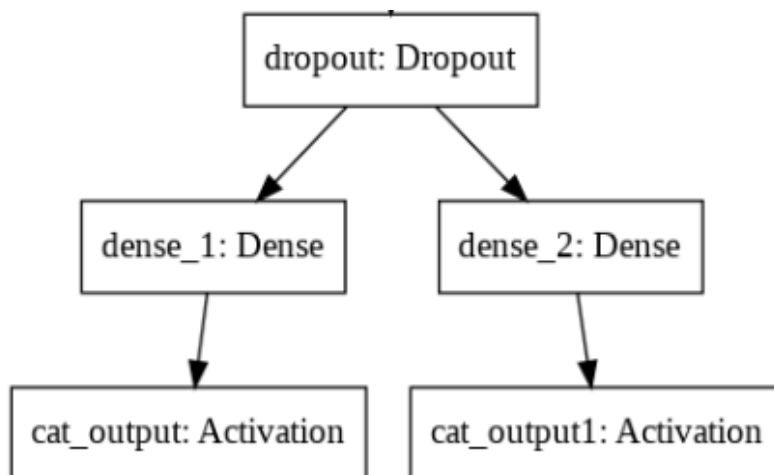 dropout: Dropout
dense_1: Dense
dense_2: Dense
cat_output: Activation
cat_output1: Activation